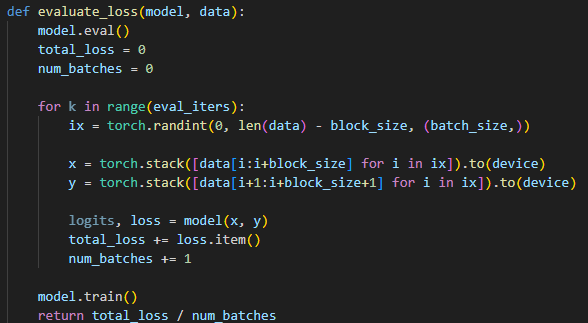 def evaluate_loss(model, data):
    model.eval()
    total_loss = 0
    num_batches = 0

    for k in range(eval_iters):
        ix = torch.randint(0, len(data) - block_size, (batch_size,))

        x = torch.stack([data[i:i+block_size] for i in ix]).to(device)
        y = torch.stack([data[i+1:i+block_size+1] for i in ix]).to(device)

        logits, loss = model(x, y)
        total_loss += loss.item()
        num_batches += 1

    model.train()
    return total_loss / num_batches